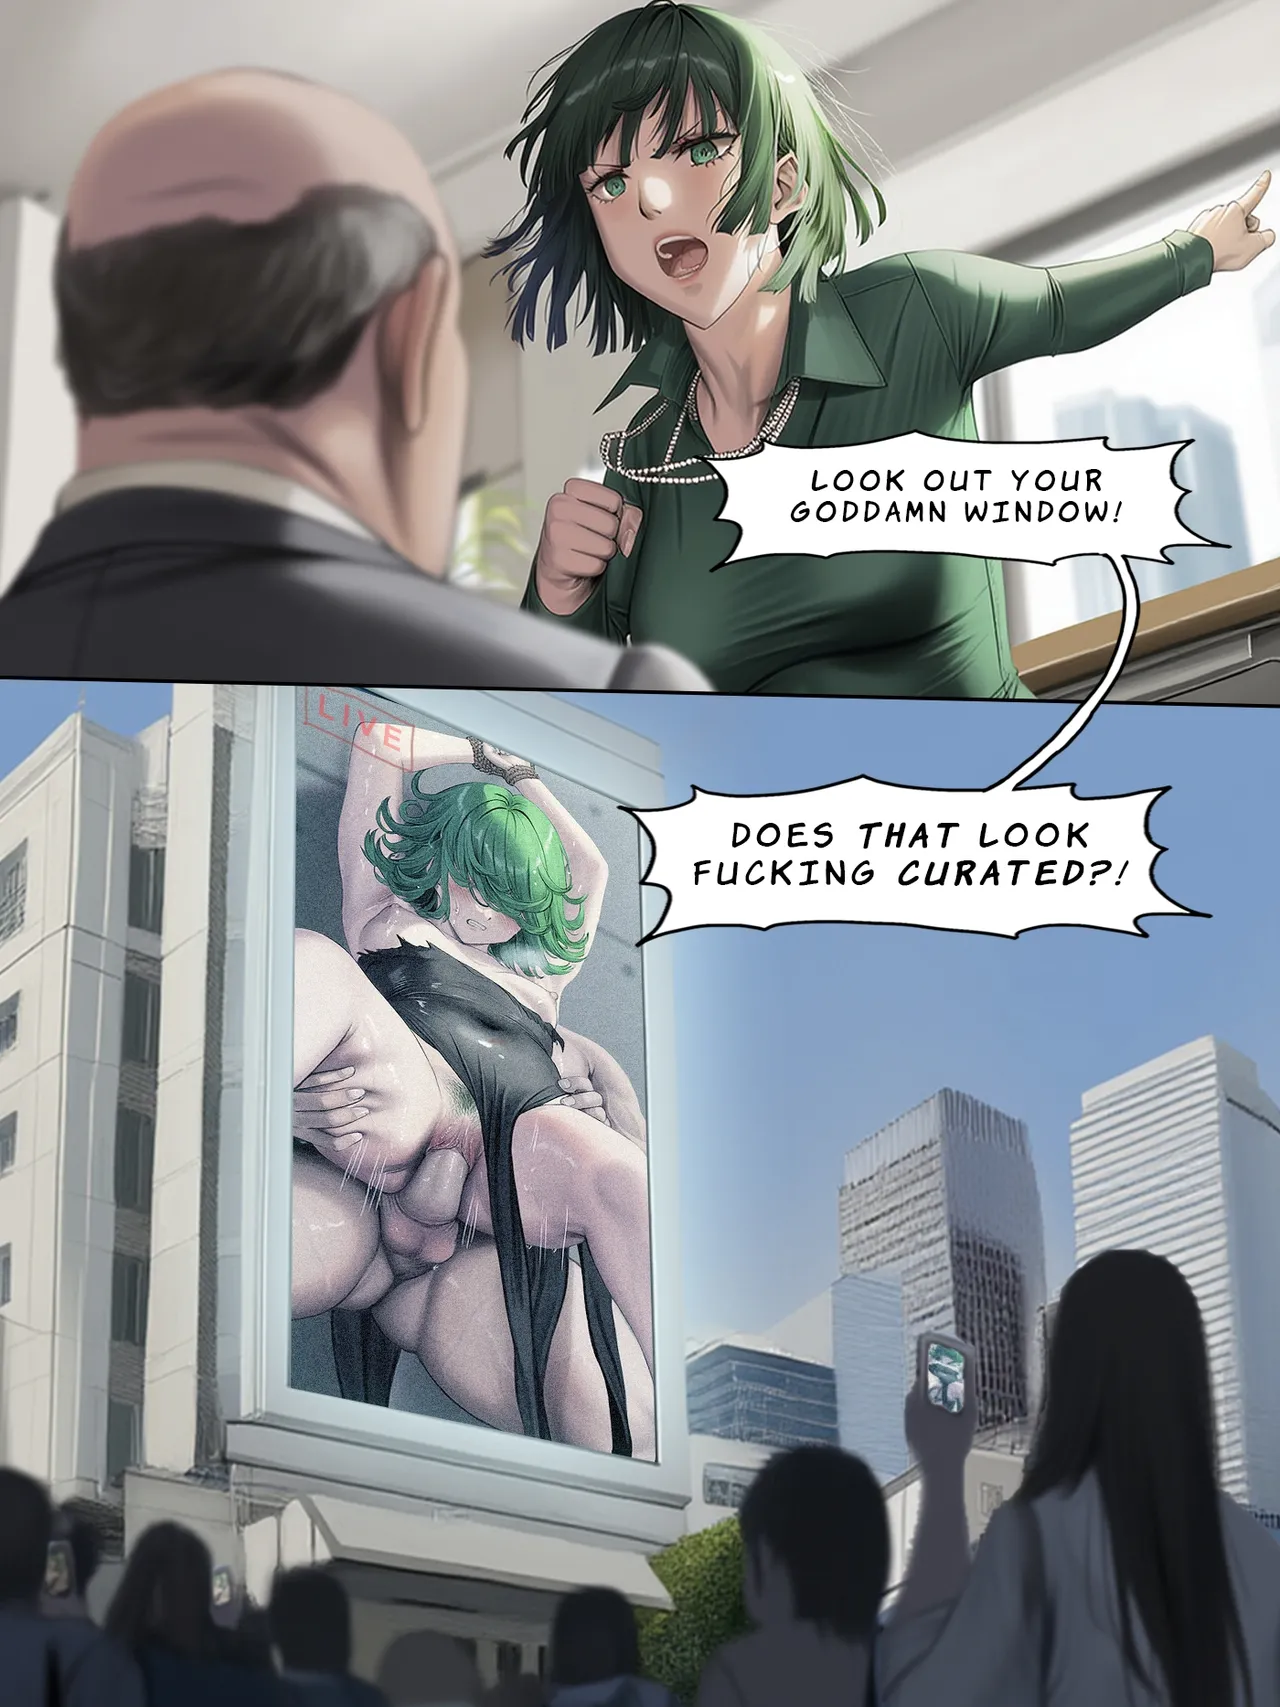 LOOK OUT YOUR
GODDAMN WINDOW!
LIVE
DOES THAT LOOK
FUCKING CURATED?!